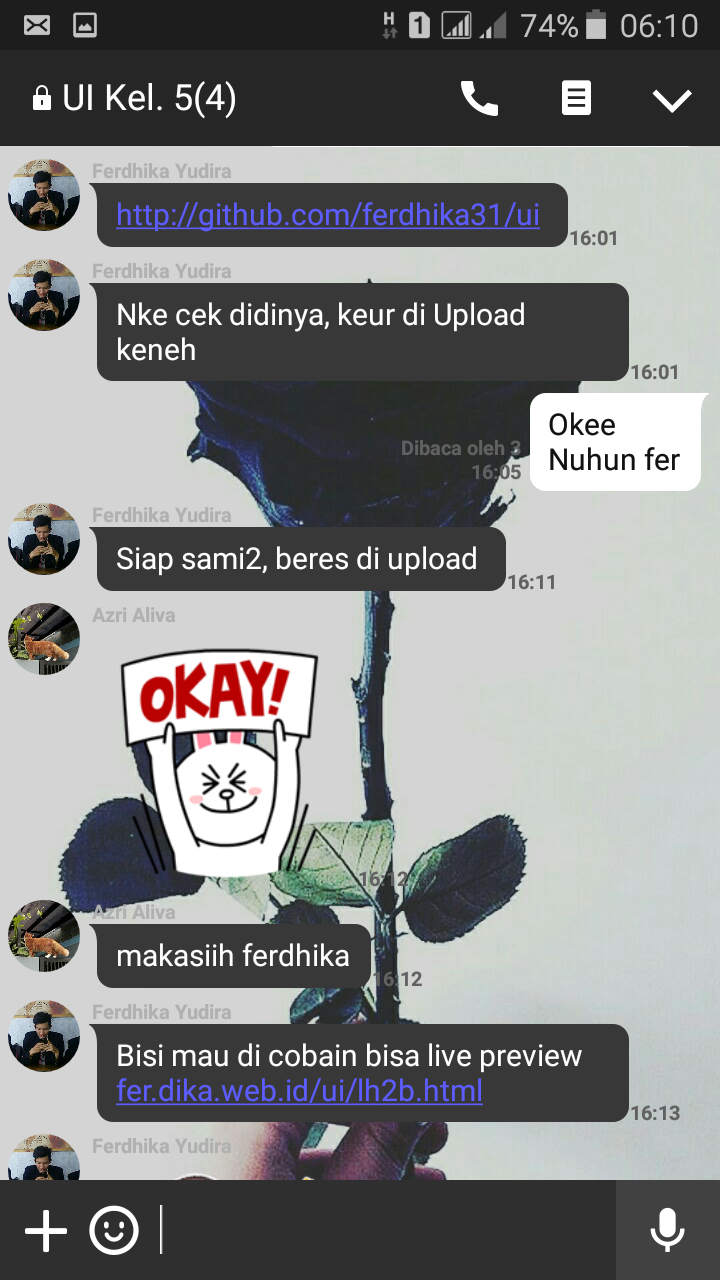 1 74% 06:10
UI Kel. 5(4)
Ferdhika Yudira
http://github.com/ferdhika31/ui
16:01
Ferdhika Yudira
Nke cek didinya, keur di Upload
keneh
16:01
Okee
Nuhun fer
Dibaca oleh 3
16:05
Ferdhika Yudira
Siap sami2, beres di upload
16:11
Azri Aliva
OKAY!
16:12
Azri Aliva
makasiih ferdhika
16:12
Ferdhika Yudira
Bisi mau di cobain bisa live preview
fer.dika.web.id/ui/lh2b.html
16:13
Ferdhika Yudira